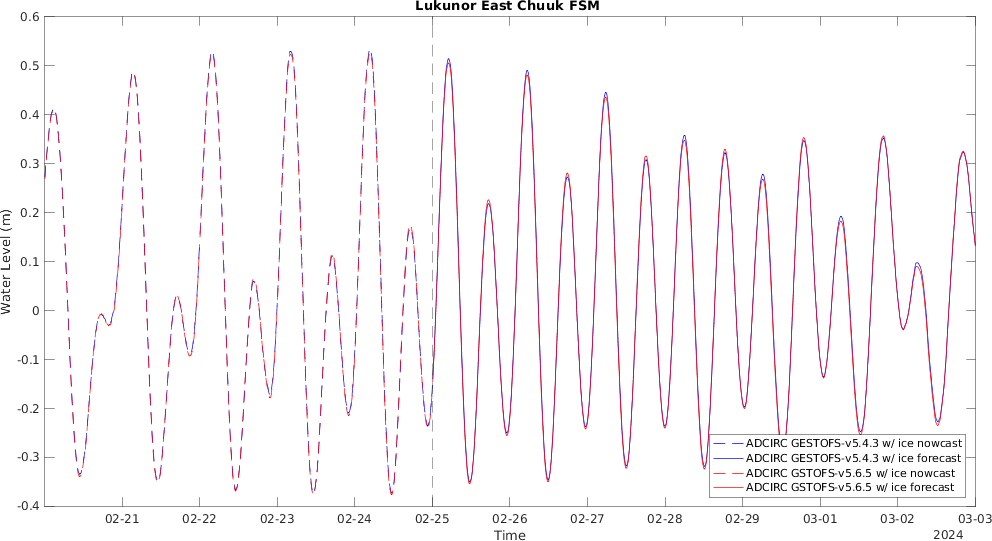 Lukunor East Chuuk FSM
0.6
0.5
0.4
0.3
0.2
0.1
0
-0.1
-0.2
-0.3
-0.4
Water Level (m)
ADCIRC GESTOFS-v5.4.3 w/ ice nowcast
ADCIRC GESTOFS-v5.4.3 w/ ice forecast
ADCIRC GSTOFS-v5.6.5 w/ ice nowcast
ADCIRC GSTOFS-v5.6.5 w/ ice forecast
02-21 02-22 02-23 02-24 02-25 02-26 02-27 02-28 02-29 03-01 03-02 03-03
Time
2024